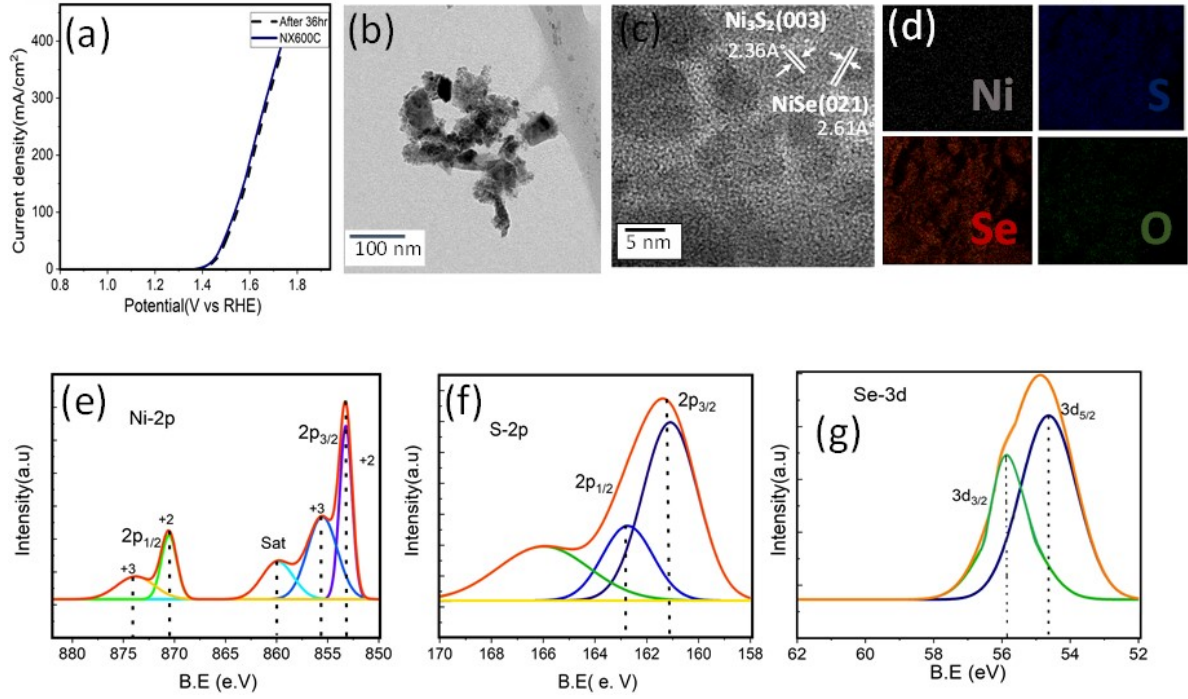 (a)
After 36hr
NX600C
Current density(mA/cm²)
400
300
200
100
0
0.8 1.0 1.2 1.4 1.6 1.8
Potential(V vs RHE)
(b)
100 nm
(c)
Ni₃S₂(003)
2.36A°
NiSe(021)
2.61A°
5 nm
(d)
Ni
S
Se
O
(e)
Ni-2p
2p₃/₂
+2
+3
Sat
+2
2p₁/₂
+3
Intensity(a.u)
880 875 870 865 860 855 850
B.E (e.V)
(f)
S-2p
2p₃/₂
2p₁/₂
Intensity(a.u)
170 168 166 164 162 160 158
B.E( e. V)
Se-3d
(g)
3d₅/₂
3d₃/₂
Intensity(a.u)
62 60 58 56 54 52
B.E (eV)